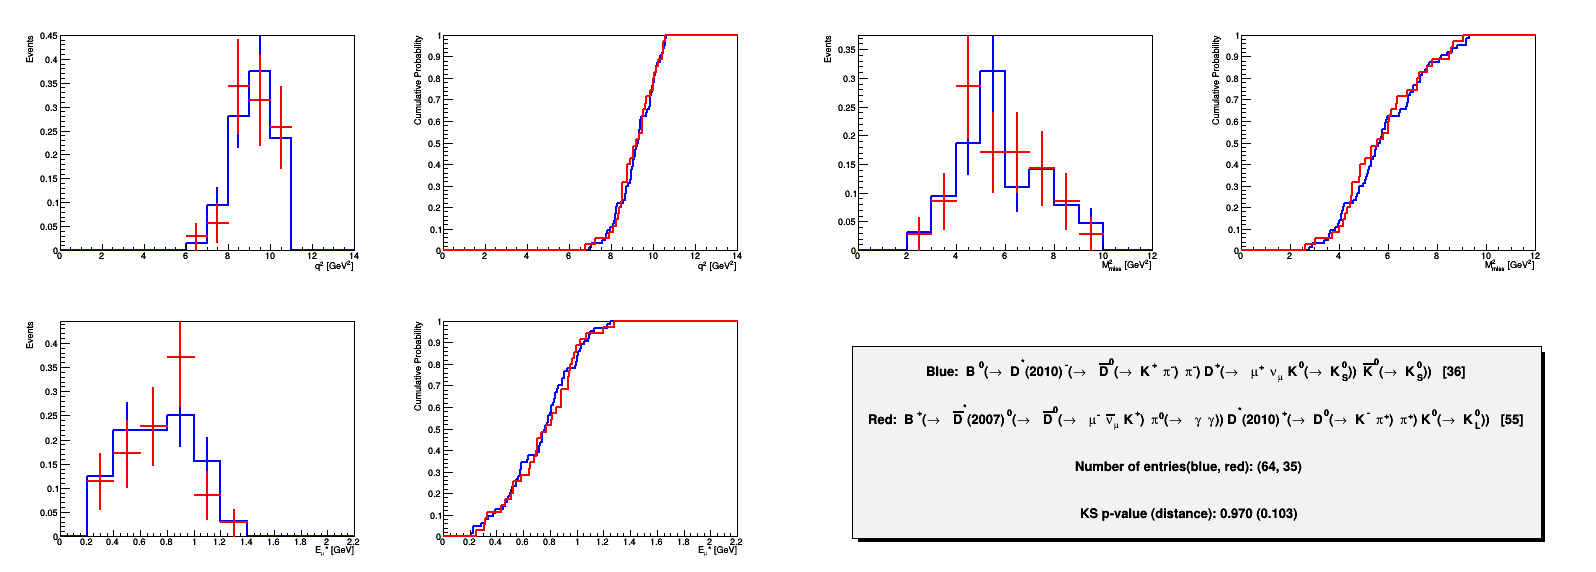 Events
0.45
0.4
0.35
0.3
0.25
0.2
0.15
0.1
0.05
0
0 2 4 6 8 10 12 14
q² [GeV²]
Cumulative Probability
1
0.9
0.8
0.7
0.6
0.5
0.4
0.3
0.2
0.1
0
0 2 4 6 8 10 12 14
q² [GeV²]
Events
0.35
0.3
0.25
0.2
0.15
0.1
0.05
0
0 2 4 6 8 10 12
M²miss [GeV²]
Cumulative Probability
1
0.9
0.8
0.7
0.6
0.5
0.4
0.3
0.2
0.1
0
0 2 4 6 8 10 12
M²miss [GeV²]
Events
0.4
0.35
0.3
0.25
0.2
0.15
0.1
0.05
0
0 0.2 0.4 0.6 0.8 1 1.2 1.4 1.6 1.8 2 2.2
E_μ* [GeV]
Cumulative Probability
1
0.9
0.8
0.7
0.6
0.5
0.4
0.3
0.2
0.1
0
0 0.2 0.4 0.6 0.8 1 1.2 1.4 1.6 1.8 2 2.2
E_μ* [GeV]
Blue: B⁰(→ D*(2010)⁻(→ D̅⁰(→ K⁺ π⁻) π⁻) D⁺(→ μ⁺ ν_μ K⁰(→ K⁰_S)) K̅⁰(→ K⁰_S)) [36]
Red: B⁺(→ D̅*(2007)⁰(→ D̅⁰(→ μ⁻ ν̅_μ K⁺) π⁰(→ γ γ)) D*(2010)⁺(→ D⁰(→ K⁻ π⁺) π⁺) K⁰(→ K⁰_L)) [55]
Number of entries(blue, red): (64, 35)
KS p-value (distance): 0.970 (0.103)